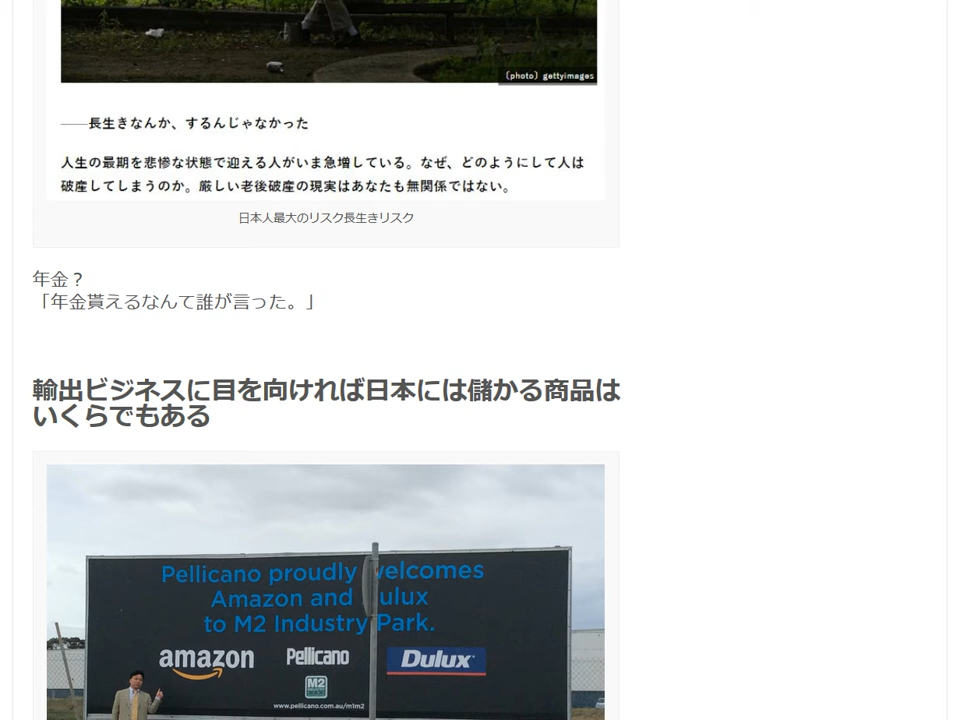 (photo) gettyimages
――長生きなんか、するんじゃなかった
人生の最期を悲惨な状態で迎える人がいま急増している。なぜ、どのようにして人は
破産してしまうのか。厳しい老後破産の現実はあなたも無関係ではない。
日本人最大のリスク長生きリスク
年金？
「年金貰えるなんて誰が言った。」
輸出ビジネスに目を向ければ日本には儲かる商品は
いくらでもある
Pellicano proudly welcomes
Amazon and Dulux
to M2 Industry Park.
amazon Pellicano Dulux
M2
www.pellicano.com.au/m1m2